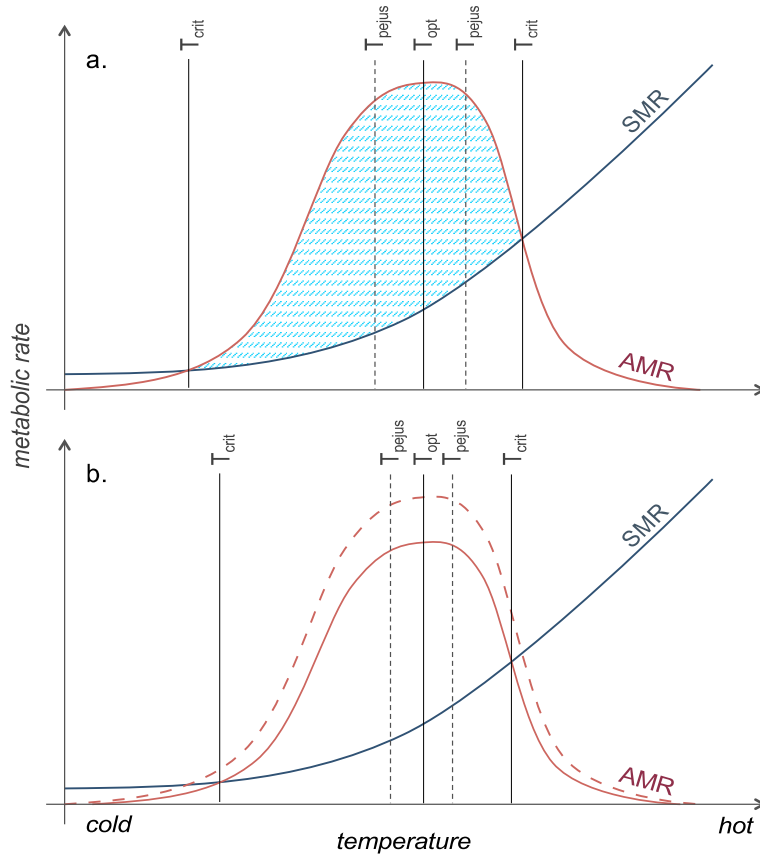 Tcrit
Tpejus
Topt
Tpejus
Tcrit
a.
SMR
AMR
metabolic rate
Tcrit
Tpejus
Topt
Tpejus
Tcrit
b.
SMR
AMR
cold
hot
temperature